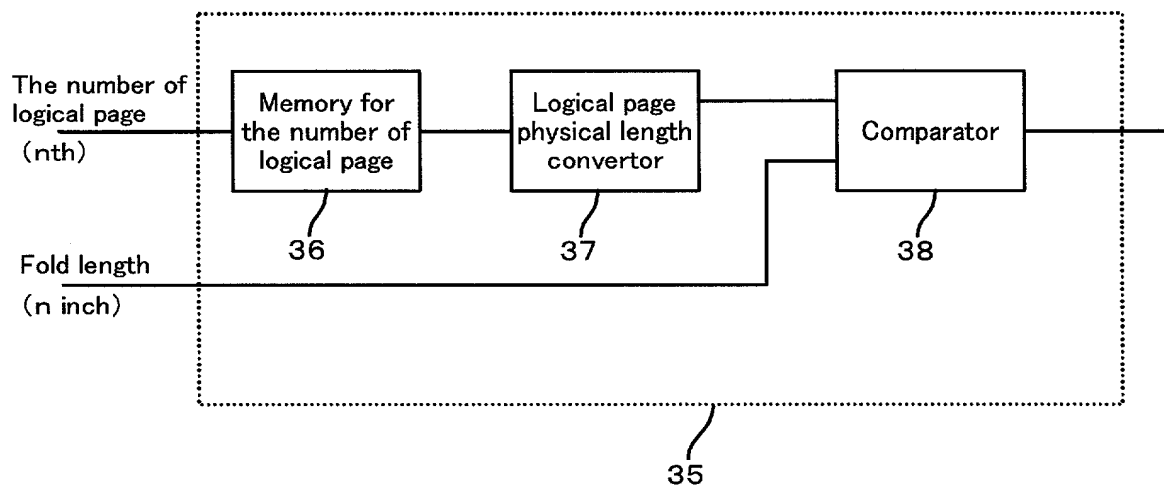 The number of
logical page
(nth)
Memory for
the number of
logical page
Logical page
physical length
convertor
Comparator
36
37
38
Fold length
(n inch)
35